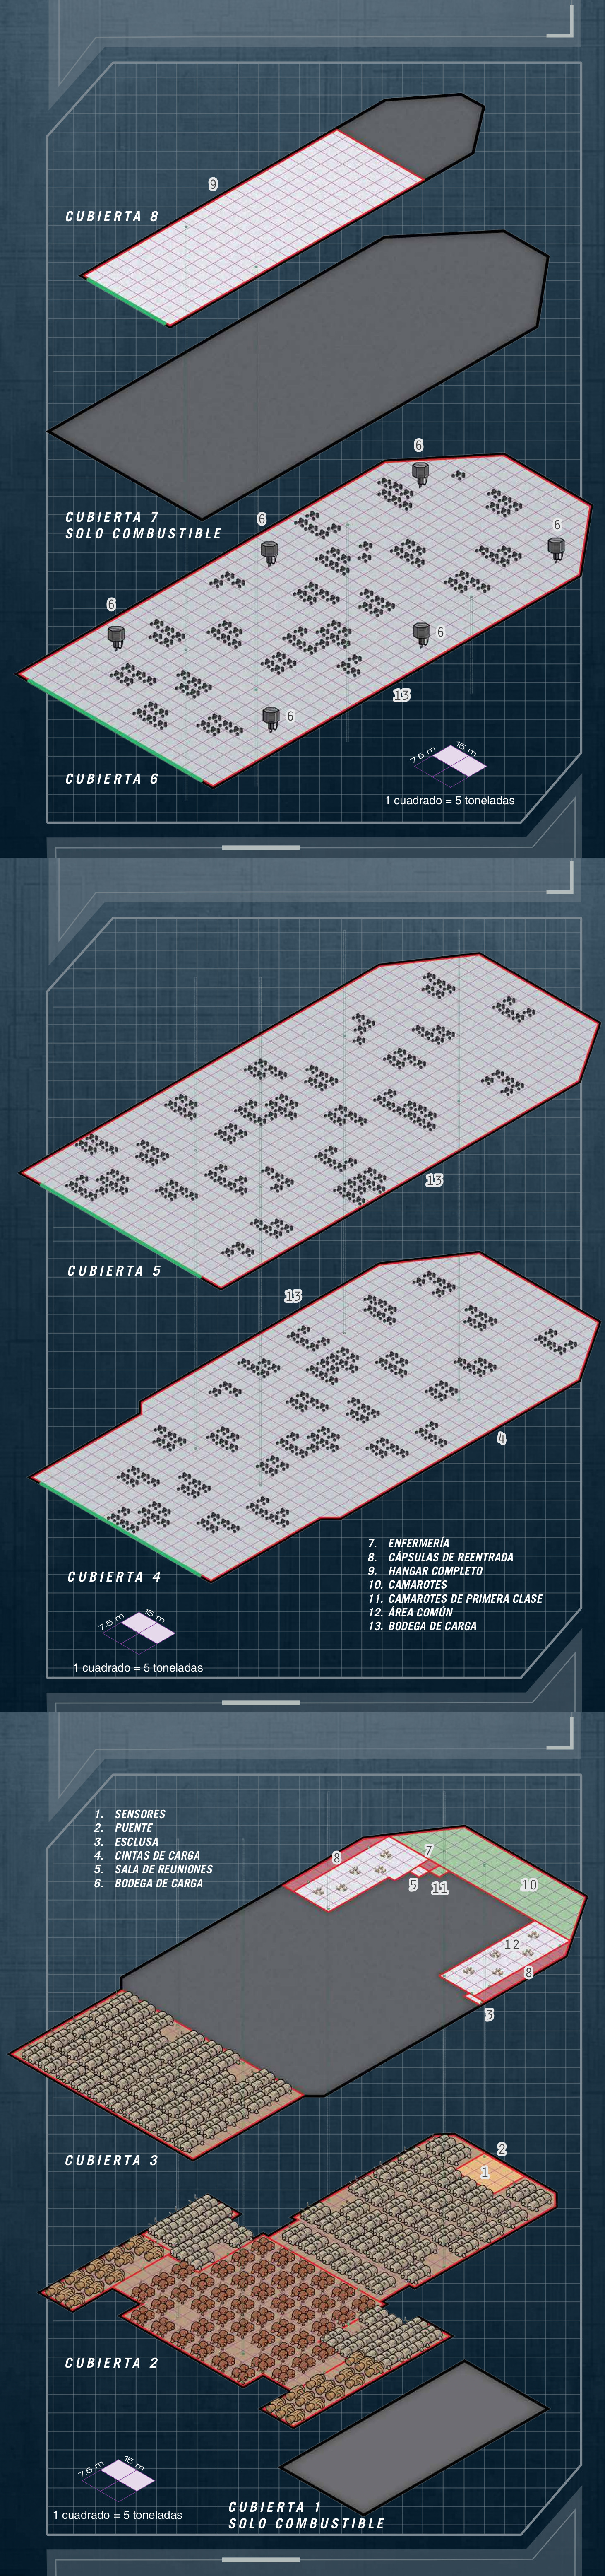 9
CUBIERTA 8
6
CUBIERTA 7
SOLO COMBUSTIBLE
6
6
6
6
13
6
CUBIERTA 6
7.5 m
15 m
1 cuadrado = 5 toneladas
13
CUBIERTA 5
13
4
CUBIERTA 4
7. ENFERMERÍA
8. CÁPSULAS DE REENTRADA
9. HANGAR COMPLETO
10. CAMAROTES
11. CAMAROTES DE PRIMERA CLASE
12. ÁREA COMÚN
13. BODEGA DE CARGA
7.5 m
15 m
1 cuadrado = 5 toneladas
1. SENSORES
2. PUENTE
3. ESCLUSA
4. CINTAS DE CARGA
5. SALA DE REUNIONES
6. BODEGA DE CARGA
8
7
5
11
10
12
8
3
CUBIERTA 3
2
1
CUBIERTA 2
7.5 m
15 m
1 cuadrado = 5 toneladas
CUBIERTA 1
SOLO COMBUSTIBLE